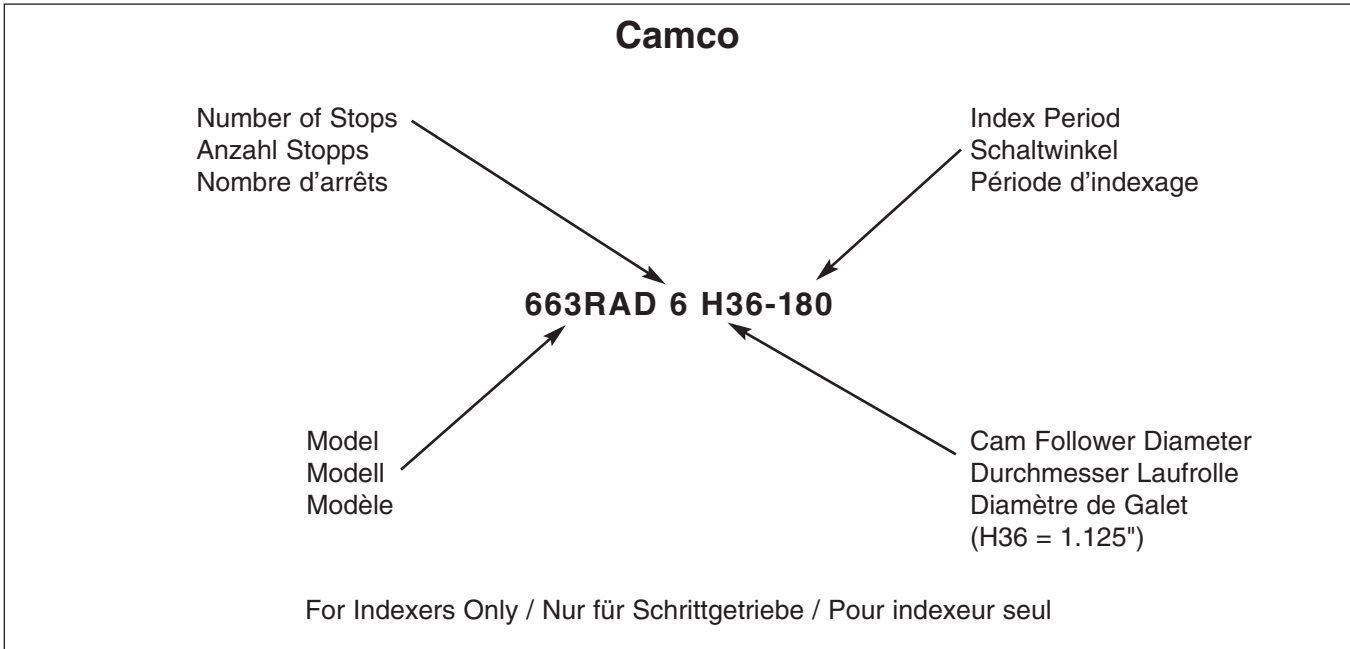 Camco
Number of Stops
Anzahl Stopps
Nombre d'arrêts
Index Period
Schaltwinkel
Période d'indexage
663RAD 6 H36-180
Model
Modell
Modèle
Cam Follower Diameter
Durchmesser Laufrolle
Diamètre de Galet
(H36 = 1.125")
For Indexers Only / Nur für Schrittgetriebe / Pour indexeur seul